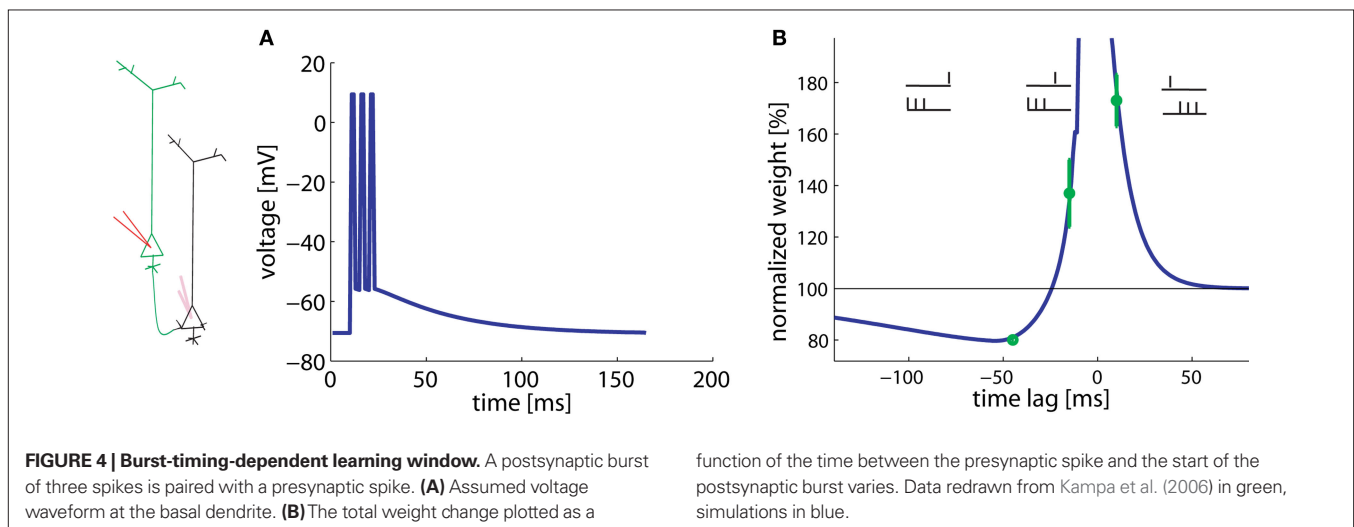 A
20
0
−20
−40
−60
−80
voltage [mV]
0 50 100 150 200
time [ms]
B
180
160
140
120
100
80
normalized weight [%]
−100 −50 0 50
time lag [ms]
FIGURE 4 | Burst-timing-dependent learning window. A postsynaptic burst
of three spikes is paired with a presynaptic spike. (A) Assumed voltage
waveform at the basal dendrite. (B) The total weight change plotted as a
function of the time between the presynaptic spike and the start of the
postsynaptic burst varies. Data redrawn from Kampa et al. (2006) in green,
simulations in blue.